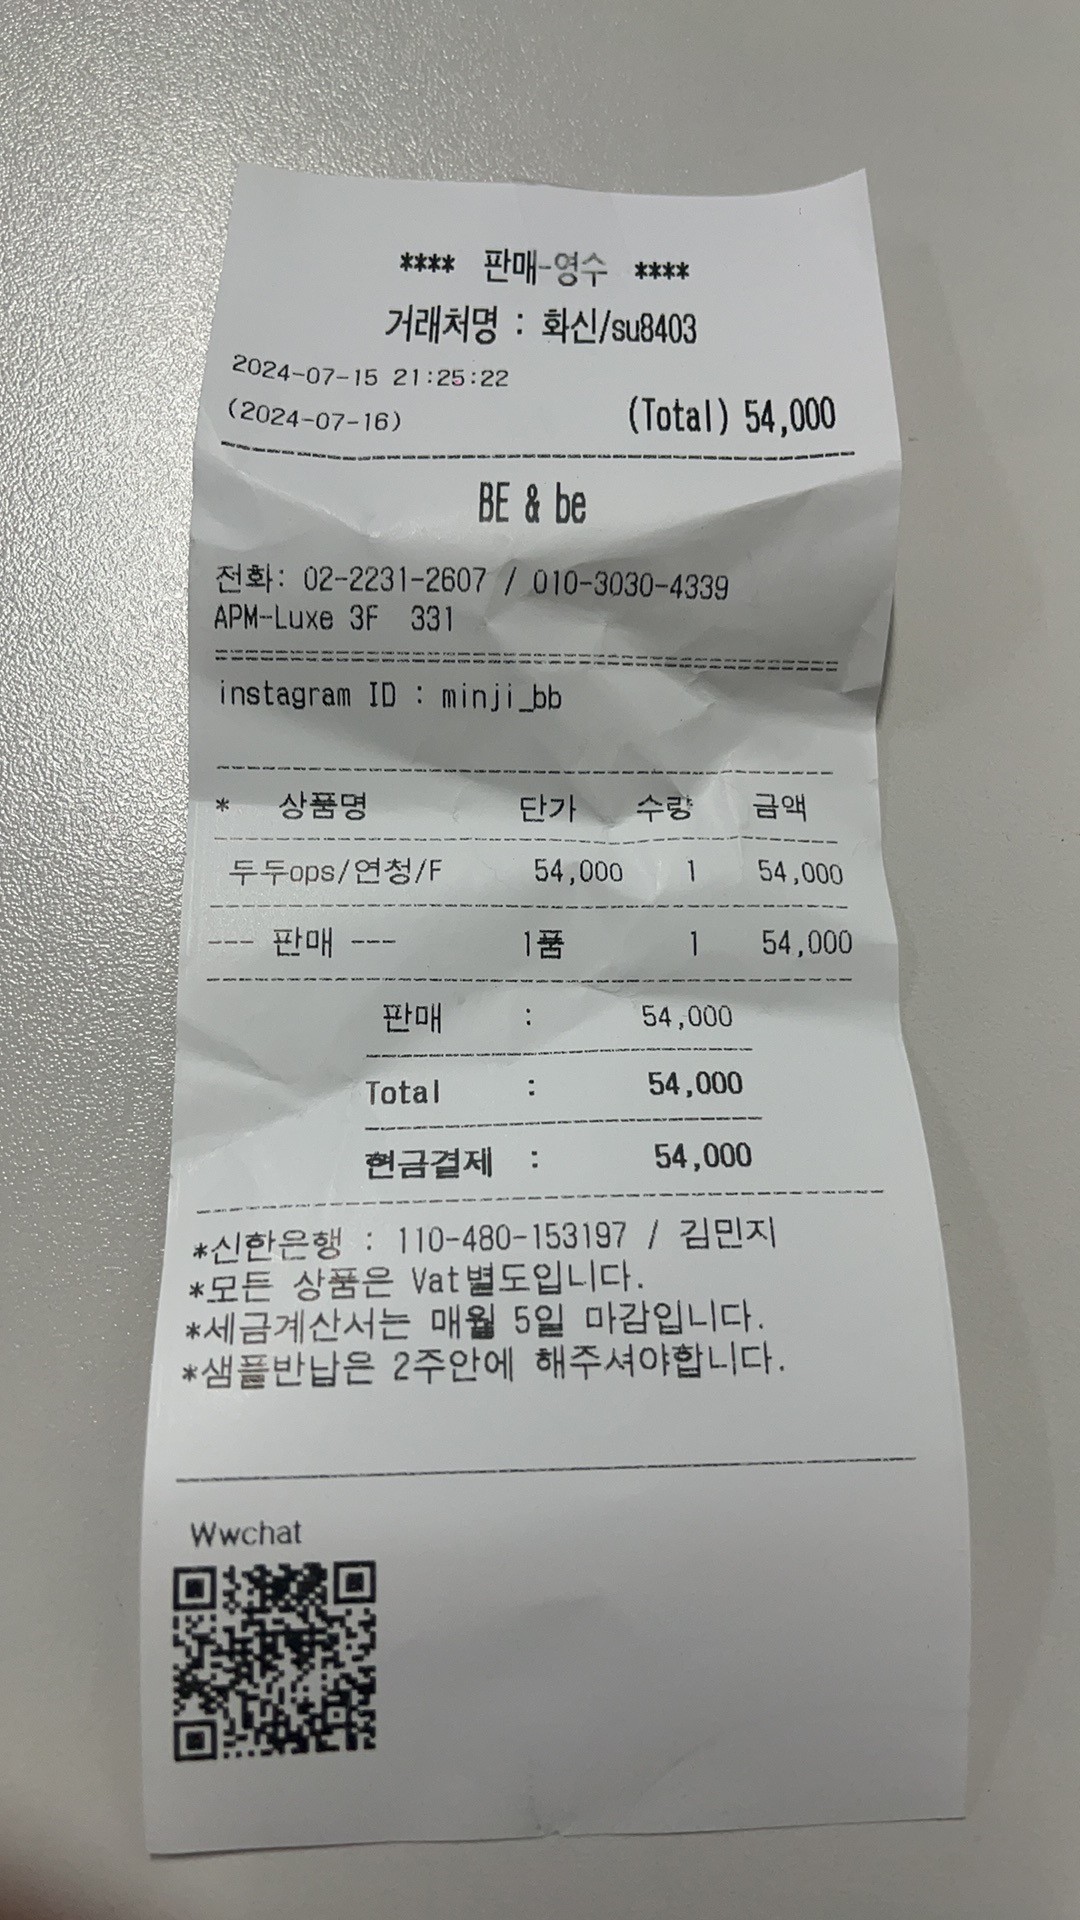 **** 판매-영수 ****
거래처명 : 화신/su8403
2024-07-15 21:25:22
(2024-07-16) (Total) 54,000
BE & be
전화: 02-2231-2607 / 010-3030-4339
APM-Luxe 3F 331
instagram ID : minji_bb
* 상품명 단가 수량 금액
두두ops/연청/F 54,000 1 54,000
--- 판매 --- 1품 1 54,000
판매 : 54,000
Total : 54,000
현금결제 : 54,000
*신한은행 : 110-480-153197 / 김민지
*모든 상품은 Vat별도입니다.
*세금계산서는 매월 5일 마감입니다.
*샘플반납은 2주안에 해주셔야합니다.
Wwchat